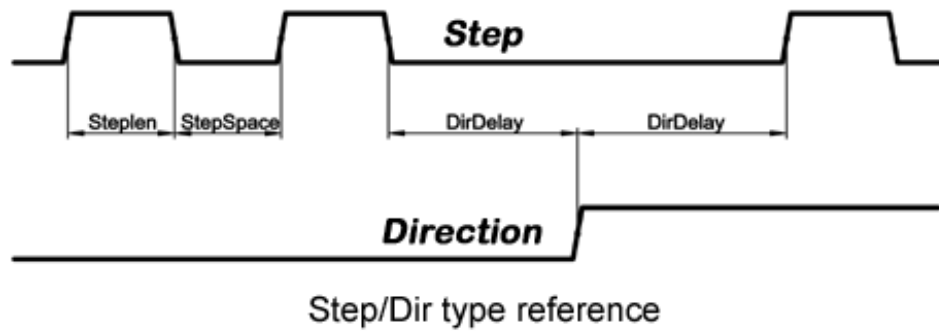 Step
Steplen StepSpace DirDelay DirDelay
Direction
Step/Dir type reference